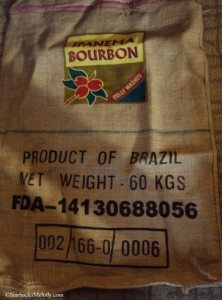 IPANEMA
BOURBON
FULLY WASHED
PRODUCT OF BRAZIL
NET WEIGHT - 60 KGS
FDA-14130688056
002/166-0/0006
© StarbucksMelody.com